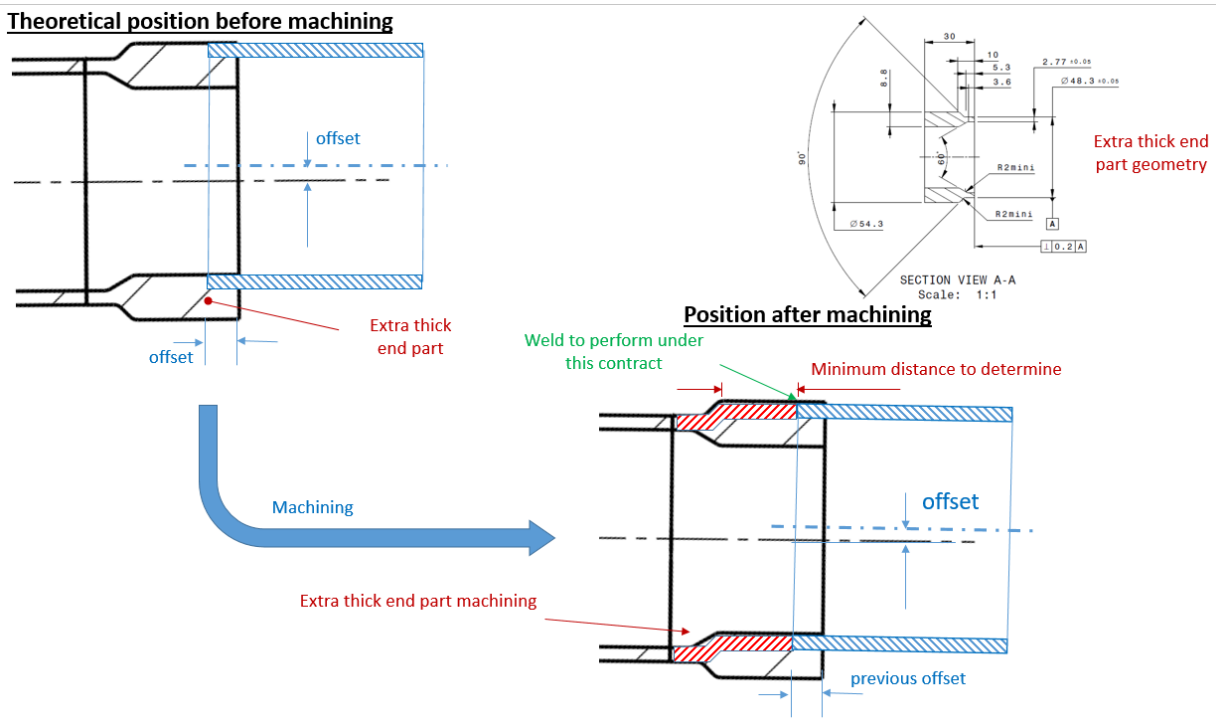 Theoretical position before machining
30
10
5.3
3.6
2.77 ±0.05
Ø48.3 ±0.05
8.8
90°
60°
Extra thick end
part geometry
R2mini
R2mini
Ø54.3
A
⊥ 0.2 A
SECTION VIEW A-A
Scale: 1:1
offset
Extra thick
end part
offset
Position after machining
Weld to perform under
this contract
Minimum distance to determine
Machining
offset
Extra thick end part machining
previous offset